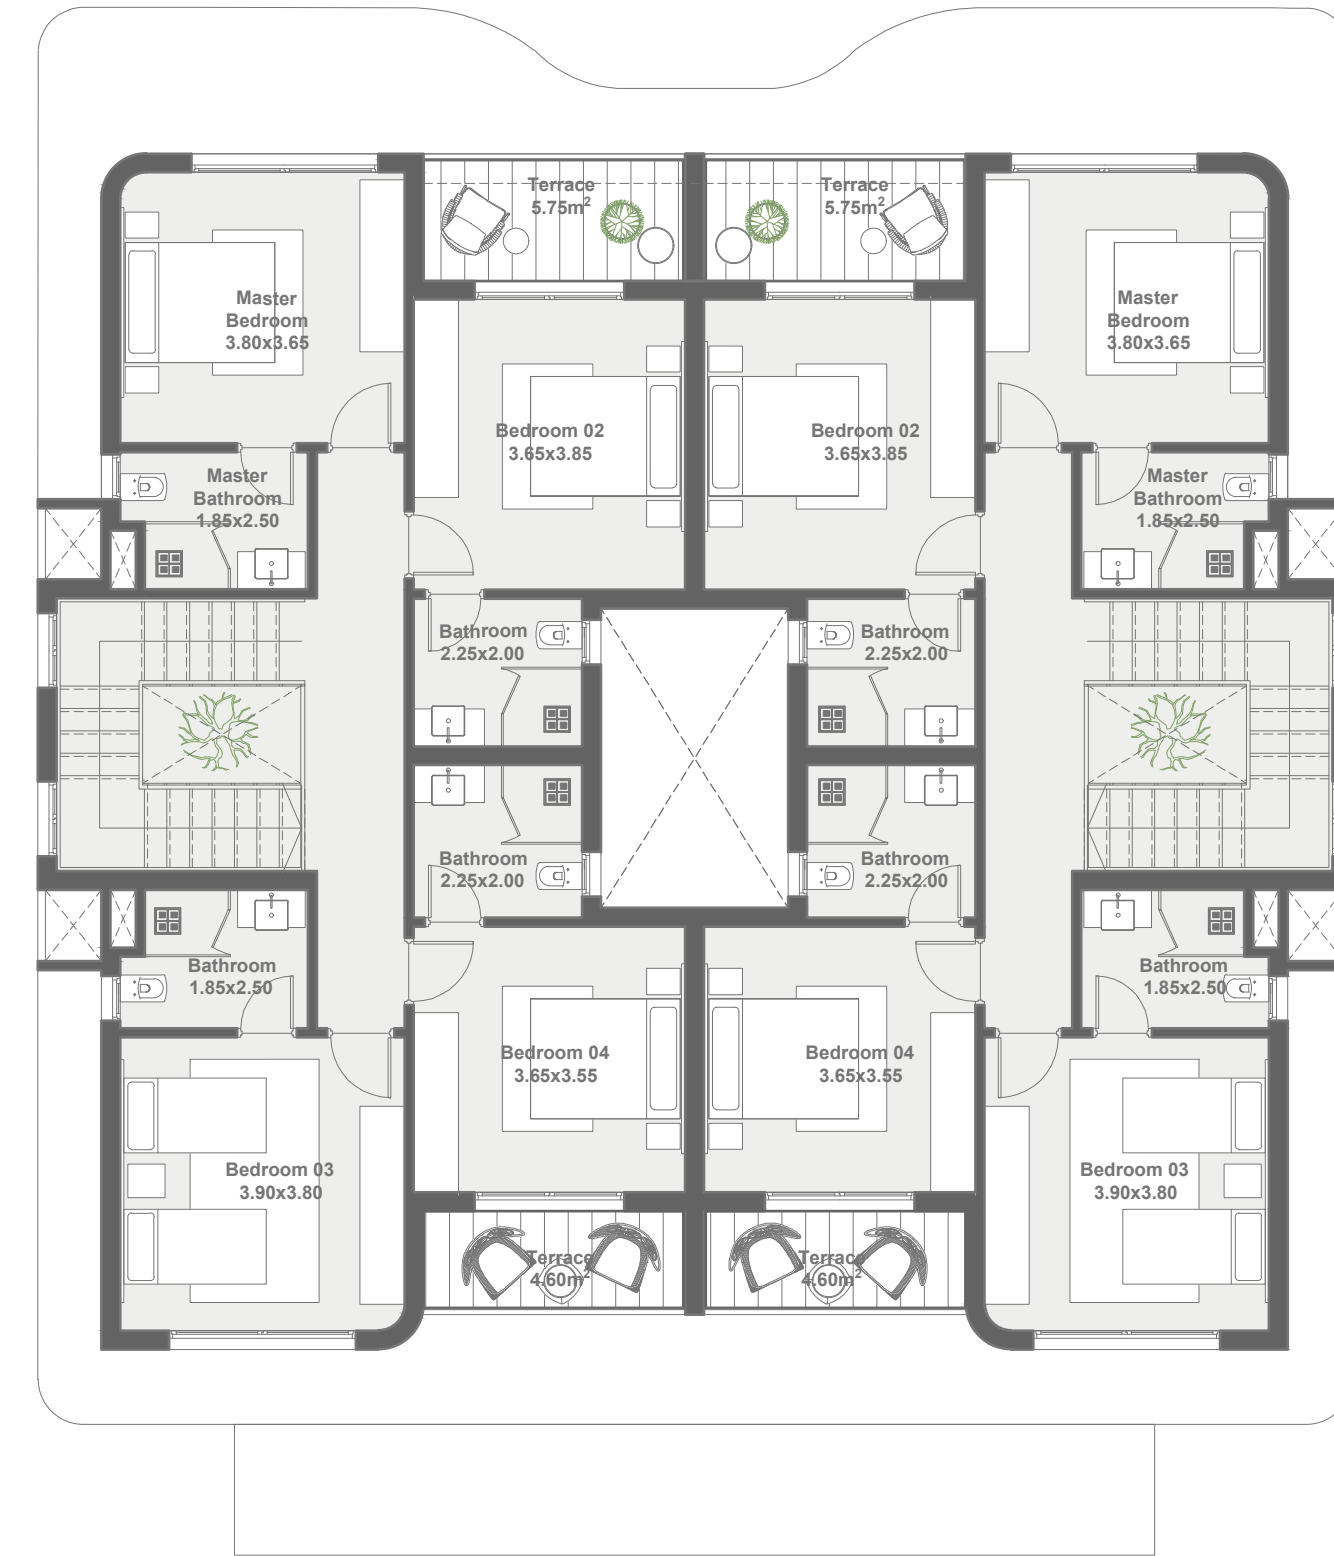 Terrace
5.75m²
Terrace
5.75m²
Master
Bedroom
3.80x3.65
Master
Bedroom
3.80x3.65
Bedroom 02
3.65x3.85
Bedroom 02
3.65x3.85
Master
Bathroom
1.85x2.50
Master
Bathroom
1.85x2.50
Bathroom
2.25x2.00
Bathroom
2.25x2.00
Bathroom
2.25x2.00
Bathroom
2.25x2.00
Bathroom
1.85x2.50
Bathroom
1.85x2.50
Bedroom 04
3.65x3.55
Bedroom 04
3.65x3.55
Bedroom 03
3.90x3.80
Bedroom 03
3.90x3.80
Terrace
4.60m²
Terrace
4.60m²